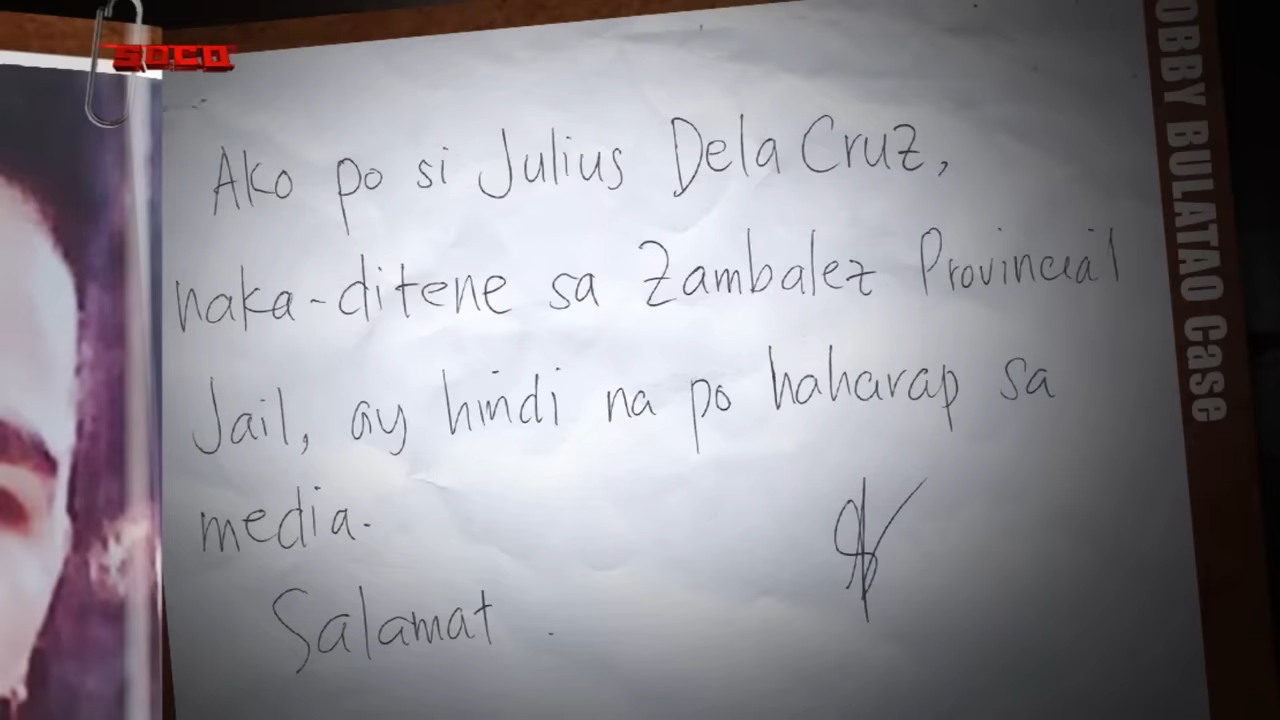 SOCO
Ako po si Julius Dela Cruz,
naka-ditene sa Zambalez Provincial
Jail, ay hindi na po haharap sa
media.
Salamat.
OBBY BULATAO Case